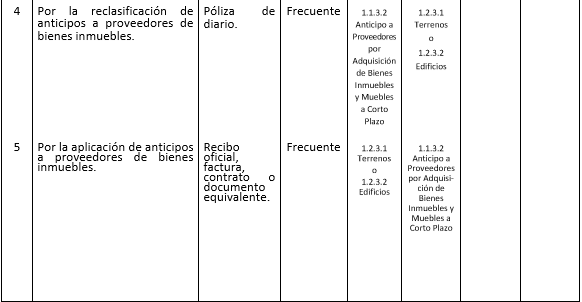 4
Por la reclasificación de
anticipos a proveedores de
bienes inmuebles.
Póliza de
diario.
Frecuente
1.1.3.2
Anticipo a
Proveedores
por
Adquisición
de Bienes
Inmuebles
y Muebles
a Corto
Plazo
1.2.3.1
Terrenos
o
1.2.3.2
Edificios
5
Por la aplicación de anticipos
a proveedores de bienes
inmuebles.
Recibo
oficial,
factura,
contrato o
documento
equivalente.
Frecuente
1.2.3.1
Terrenos
o
1.2.3.2
Edificios
1.1.3.2
Anticipo a
Proveedores
por Adquisi-
ción de
Bienes
Inmuebles y
Muebles a
Corto Plazo